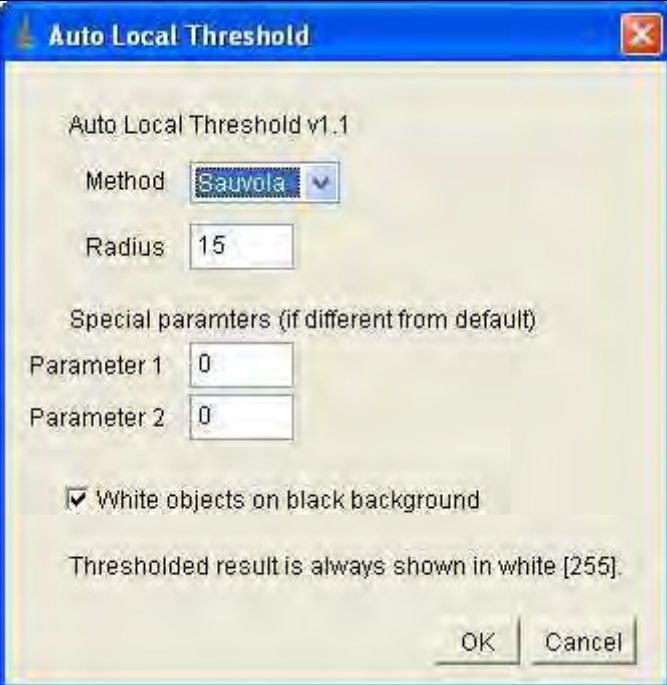 Auto Local Threshold
Auto Local Threshold v1.1
Method Sauvola
Radius 15
Special paramters (if different from default)
Parameter 1 0
Parameter 2 0
White objects on black background
Thresholded result is always shown in white [255].
OK Cancel